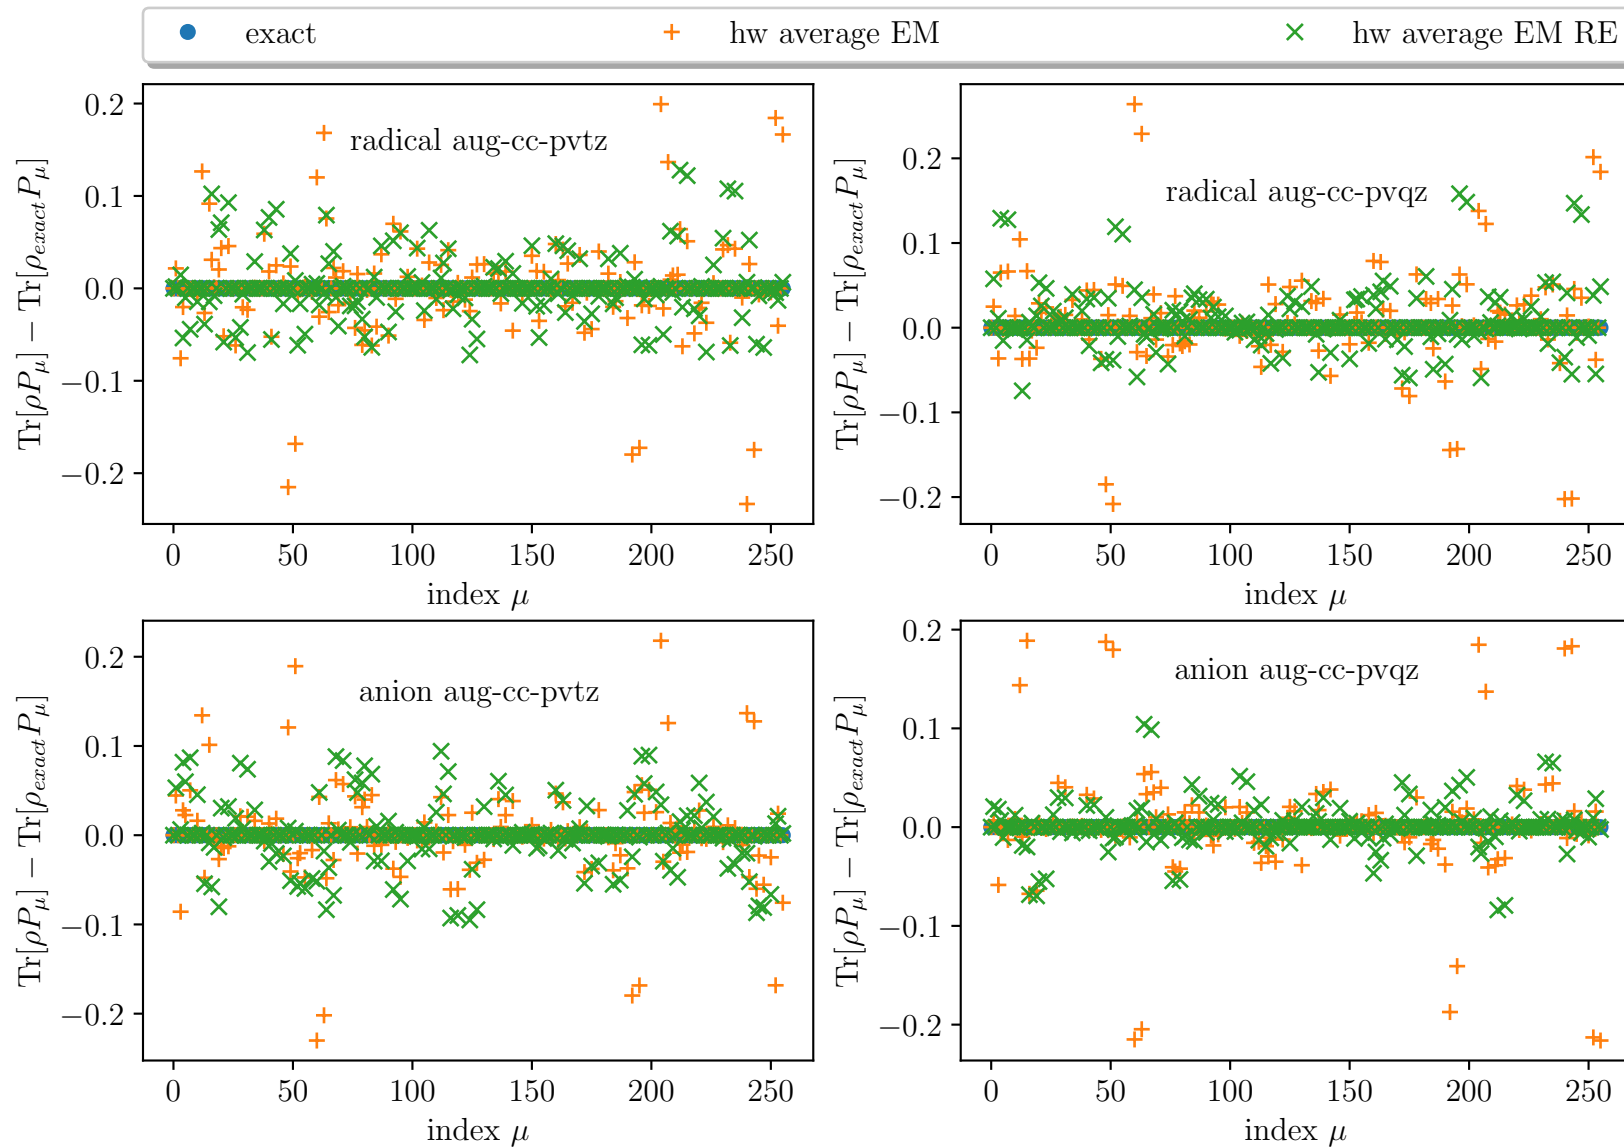 exact hw average EM hw average EM RE
0.2
0.1
0.0
−0.1
−0.2
Tr[ρP_μ] − Tr[ρ_exact P_μ]
radical aug-cc-pvtz
0 50 100 150 200 250
index μ
0.2
0.1
0.0
−0.1
−0.2
Tr[ρP_μ] − Tr[ρ_exact P_μ]
radical aug-cc-pvqz
0 50 100 150 200 250
index μ
0.2
0.1
0.0
−0.1
−0.2
Tr[ρP_μ] − Tr[ρ_exact P_μ]
anion aug-cc-pvtz
0 50 100 150 200 250
index μ
0.2
0.1
0.0
−0.1
−0.2
Tr[ρP_μ] − Tr[ρ_exact P_μ]
anion aug-cc-pvqz
0 50 100 150 200 250
index μ